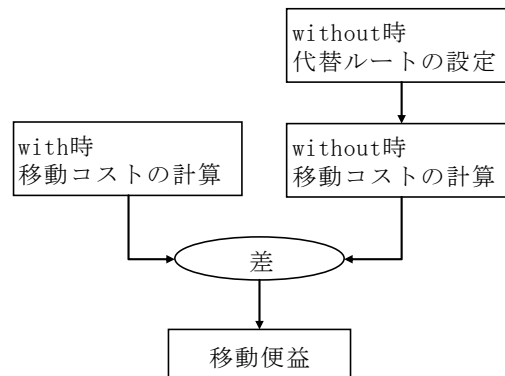 without時
代替ルートの設定
with時
移動コストの計算
without時
移動コストの計算
差
移動便益